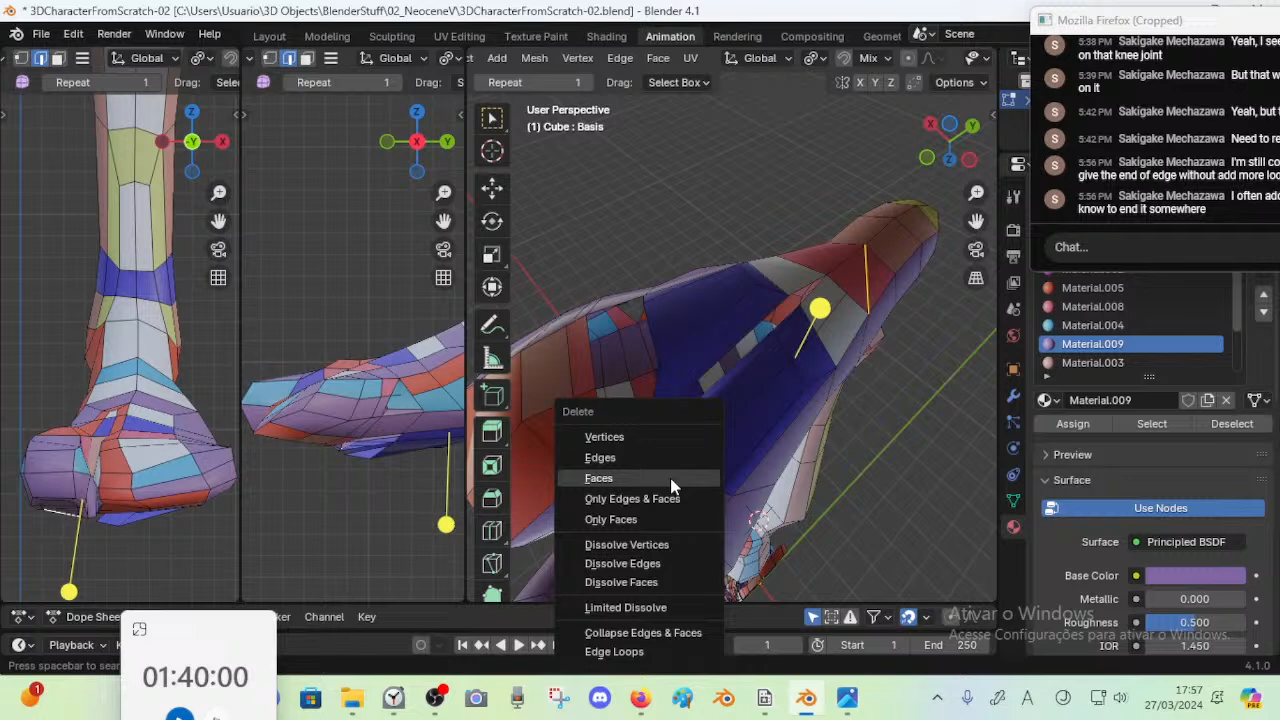 * 3DCharacterFromScratch-02 [C:\Users\Usuario\3D Objects\BlenderStuff\02_NeoceneV\3DCharacterFromScratch-02.blend] - Blender 4.1
File Edit Render Window Help
Layout Modeling Sculpting UV Editing Texture Paint Shading Animation Rendering Compositing Geomet
Scene
Mozilla Firefox (Cropped)
Global
Global
Add Mesh Vertex Edge Face UV
Global
Mix
Repeat 1 Drag: Selec
Repeat 1 Drag: S
Repeat 1 Drag: Select Box
X Y Z
Options
User Perspective
(1) Cube : Basis
Z
-Y
X
Z
X
Y
X
Y
Z
5:38 PM Sakigake Mechazawa Yeah, I see
on that knee joint
5:39 PM Sakigake Mechazawa But that w
on it
5:42 PM Sakigake Mechazawa Yeah, but t
5:42 PM Sakigake Mechazawa Need to re
5:56 PM Sakigake Mechazawa I'm still co
give the end of edge without add more loo
5:56 PM Sakigake Mechazawa I often add
know to end it somewhere
S
S
S
S
S
S
Chat...
Material.005
Material.008
Material.004
Material.009
Material.003
Material.009
Assign Select Deselect
Preview
Surface
Use Nodes
Surface Principled BSDF
Base Color
Metallic 0.000
Roughness 0.500
IOR 1.450
Delete
Vertices
Edges
Faces
Only Edges & Faces
Only Faces
Dissolve Vertices
Dissolve Edges
Dissolve Faces
Limited Dissolve
Collapse Edges & Faces
Edge Loops
Ativar o Windows
Acesse Configurações para ativar o Windows.
Dope Shee
ker Channel Key
Playback
1 Start 1 End 250
Press spacebar to sear
4.1.0
01:40:00
1
A
PRE
17:57
27/03/2024